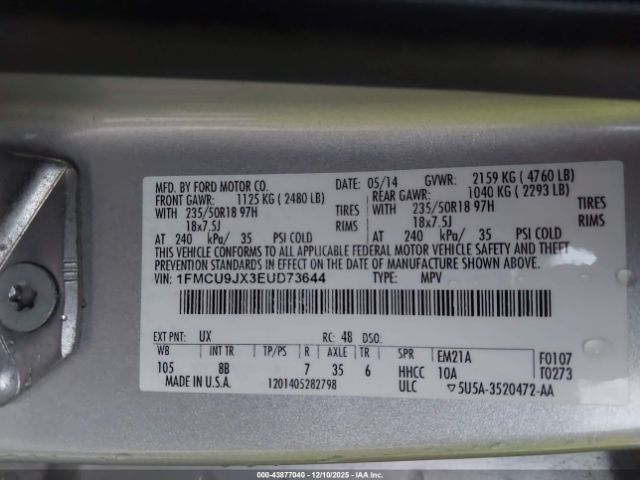 MFD. BY FORD MOTOR CO. DATE: 05/14 GVWR: 2159 KG ( 4760 LB)
FRONT GAWR: 1125 KG ( 2480 LB) REAR GAWR: 1040 KG ( 2293 LB)
WITH 235/50R18 97H TIRES WITH 235/50R18 97H TIRES
18x7.5J RIMS 18x7.5J RIMS
AT 240 kPa/ 35 PSI COLD AT 240 kPa/ 35 PSI COLD
THIS VEHICLE CONFORMS TO ALL APPLICABLE FEDERAL MOTOR VEHICLE SAFETY AND THEFT
PREVENTION STANDARDS IN EFFECT ON THE DATE OF MANUFACTURE SHOWN ABOVE.
VIN: 1FMCU9JX3EUD73644 TYPE: MPV
EXT PNT: UX RC: 48 DSO:
WB INT TR TP/PS R AXLE TR SPR EM21A F0107
105 8B 7 35 6 HHCC 10A T0273
MADE IN U.S.A. 1201405282798 ULC ▽5U5A-3520472-AA
000-43877040 — 12/10/2025 — IAA Inc.